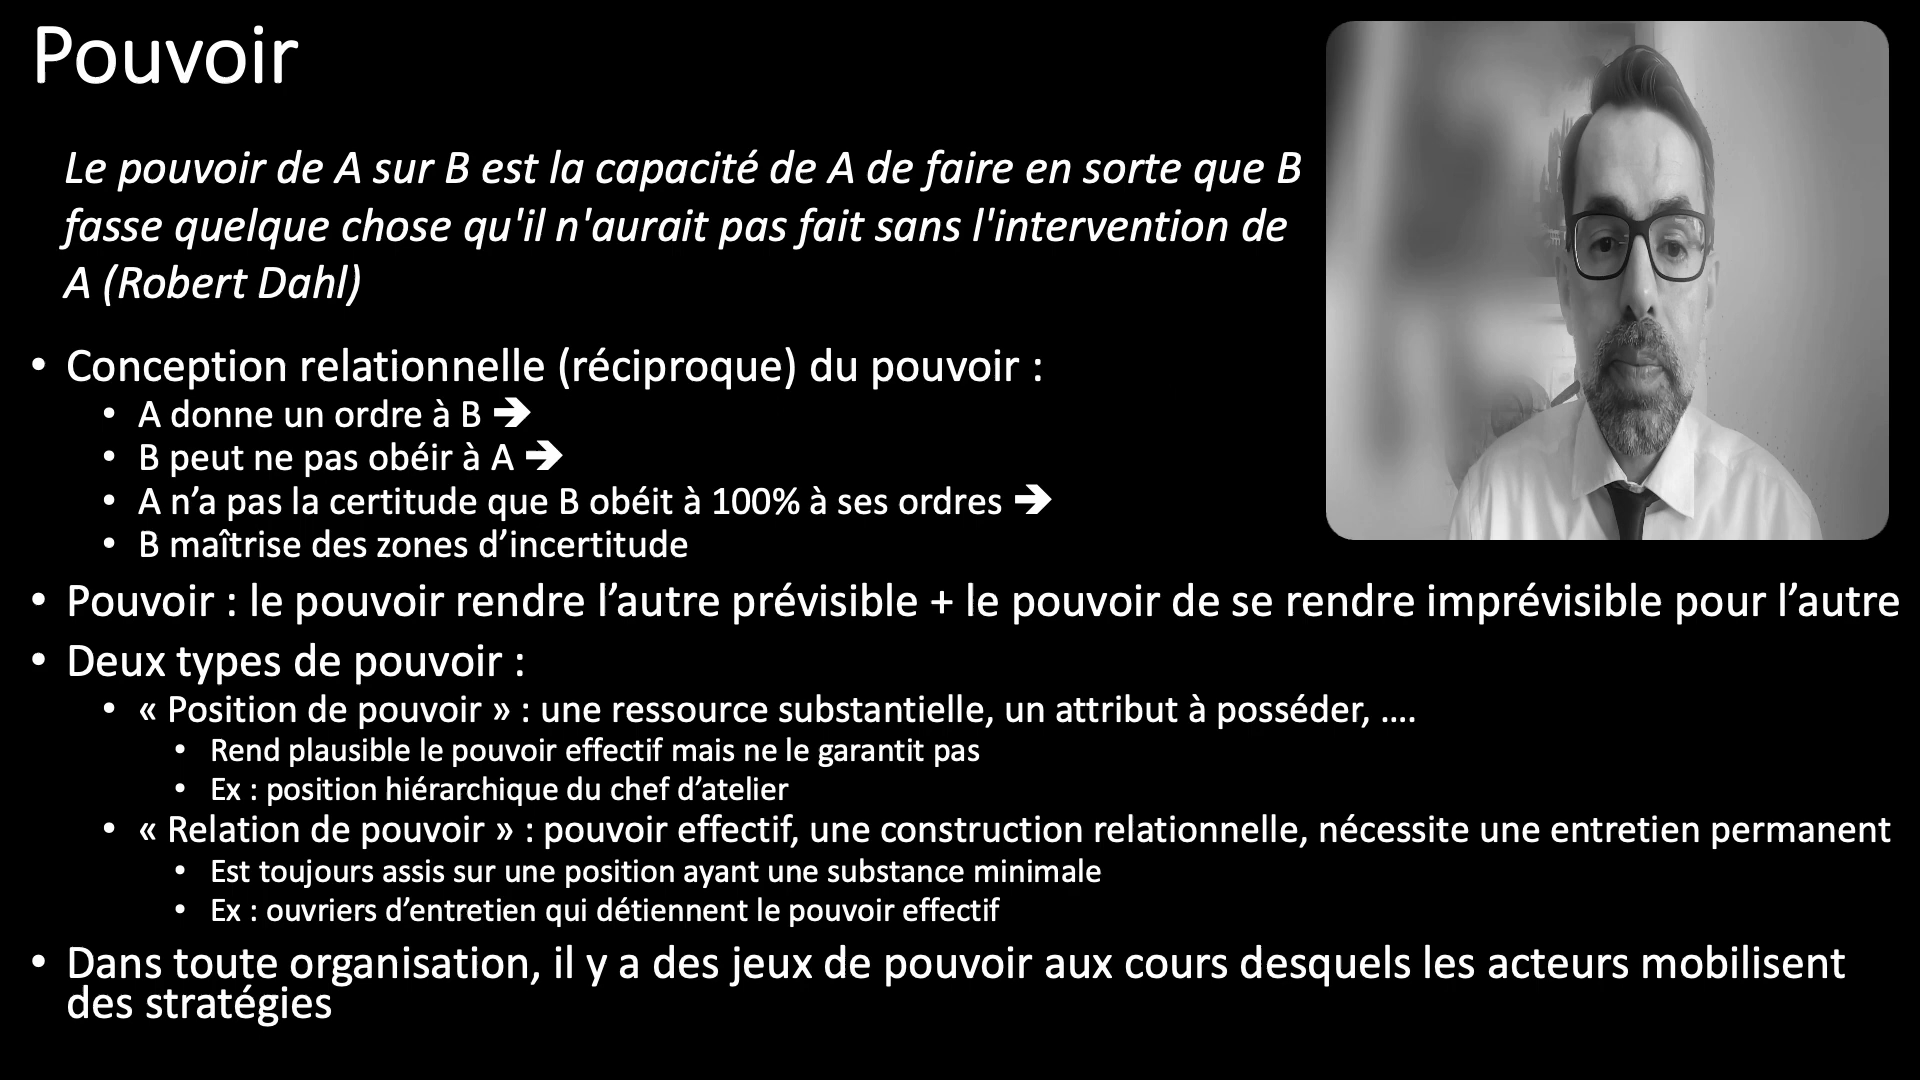 Pouvoir
Le pouvoir de A sur B est la capacité de A de faire en sorte que B
fasse quelque chose qu'il n'aurait pas fait sans l'intervention de
A (Robert Dahl)
• Conception relationnelle (réciproque) du pouvoir :
• A donne un ordre à B ➔
• B peut ne pas obéir à A ➔
• A n’a pas la certitude que B obéit à 100% à ses ordres ➔
• B maîtrise des zones d’incertitude
• Pouvoir : le pouvoir rendre l’autre prévisible + le pouvoir de se rendre imprévisible pour l’autre
• Deux types de pouvoir :
• « Position de pouvoir » : une ressource substantielle, un attribut à posséder, ….
• Rend plausible le pouvoir effectif mais ne le garantit pas
• Ex : position hiérarchique du chef d’atelier
• « Relation de pouvoir » : pouvoir effectif, une construction relationnelle, nécessite une entretien permanent
• Est toujours assis sur une position ayant une substance minimale
• Ex : ouvriers d’entretien qui détiennent le pouvoir effectif
• Dans toute organisation, il y a des jeux de pouvoir aux cours desquels les acteurs mobilisent
des stratégies